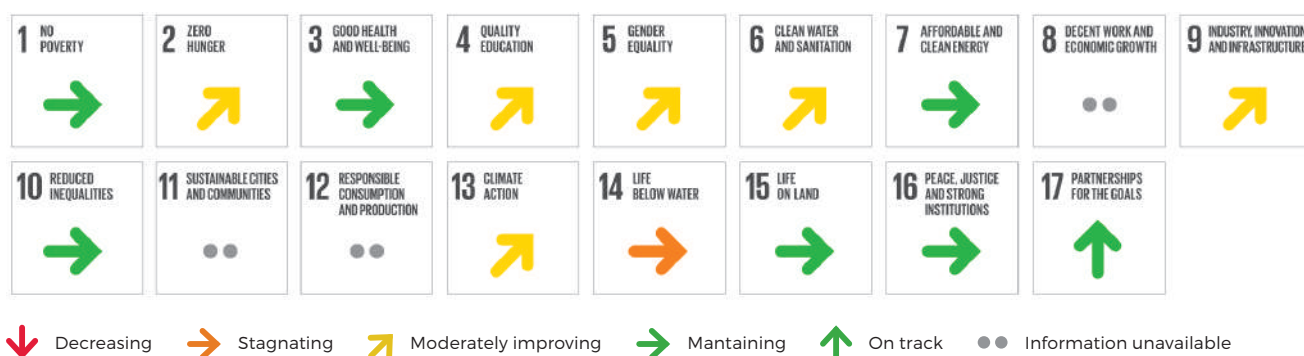 1 NO
POVERTY
2 ZERO
HUNGER
3 GOOD HEALTH
AND WELL-BEING
4 QUALITY
EDUCATION
5 GENDER
EQUALITY
6 CLEAN WATER
AND SANITATION
7 AFFORDABLE AND
CLEAN ENERGY
8 DECENT WORK AND
ECONOMIC GROWTH
9 INDUSTRY, INNOVATION
AND INFRASTRUCTURE
10 REDUCED
INEQUALITIES
11 SUSTAINABLE CITIES
AND COMMUNITIES
12 RESPONSIBLE
CONSUMPTION
AND PRODUCTION
13 CLIMATE
ACTION
14 LIFE
BELOW WATER
15 LIFE
ON LAND
16 PEACE, JUSTICE
AND STRONG
INSTITUTIONS
17 PARTNERSHIPS
FOR THE GOALS
Decreasing Stagnating Moderately improving Mantaining On track Information unavailable